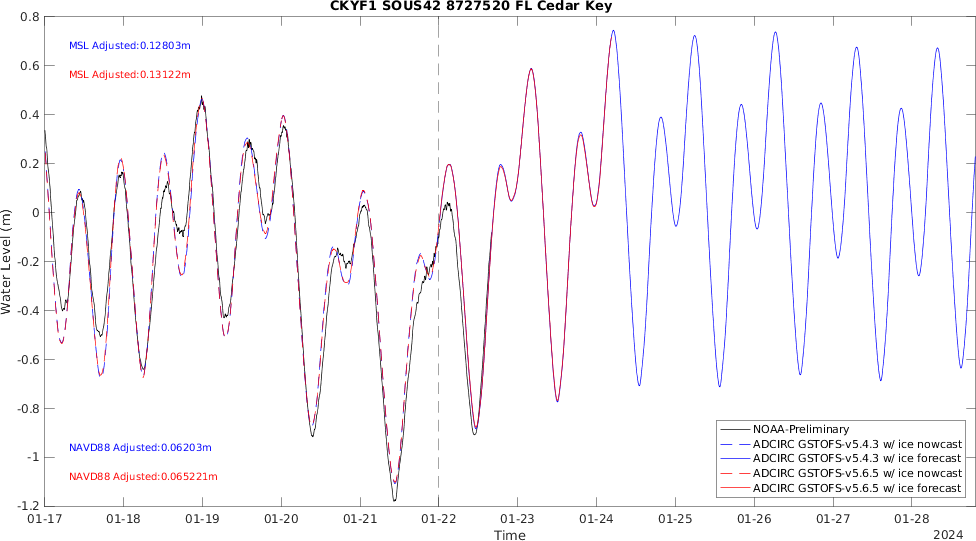 CKYF1 SOUS42 8727520 FL Cedar Key
MSL Adjusted:0.12803m
MSL Adjusted:0.13122m
NAVD88 Adjusted:0.06203m
NAVD88 Adjusted:0.065221m
Water Level (m)
0.8
0.6
0.4
0.2
0
-0.2
-0.4
-0.6
-0.8
-1
-1.2
NOAA-Preliminary
ADCIRC GSTOFS-v5.4.3 w/ ice nowcast
ADCIRC GSTOFS-v5.4.3 w/ ice forecast
ADCIRC GSTOFS-v5.6.5 w/ ice nowcast
ADCIRC GSTOFS-v5.6.5 w/ ice forecast
01-17 01-18 01-19 01-20 01-21 01-22 01-23 01-24 01-25 01-26 01-27 01-28
Time
2024